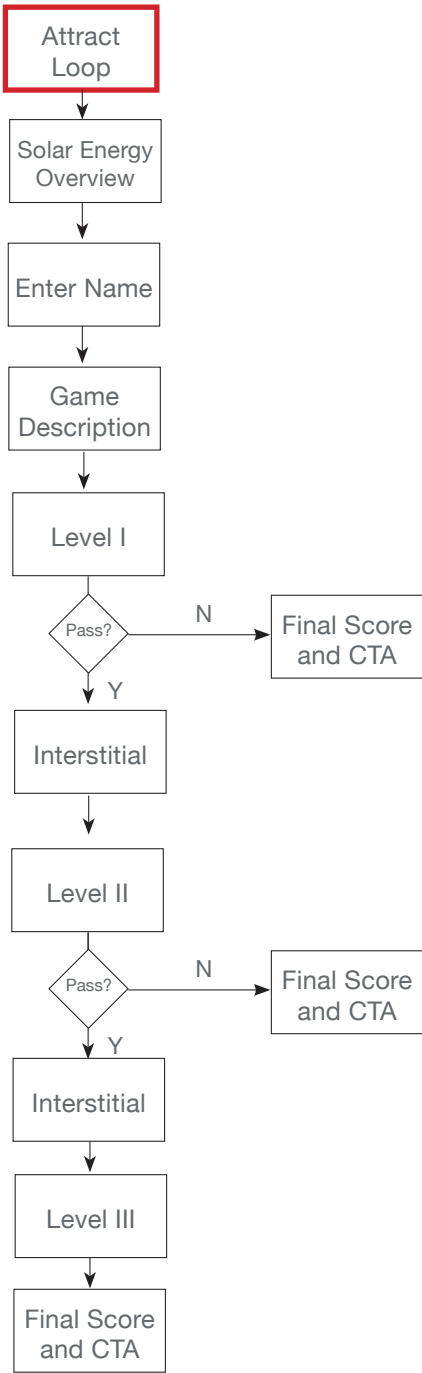 Attract
Loop
Solar Energy
Overview
Enter Name
Game
Description
Level I
Pass?
N
Final Score
and CTA
Y
Interstitial
Level II
Pass?
N
Final Score
and CTA
Y
Interstitial
Level III
Final Score
and CTA